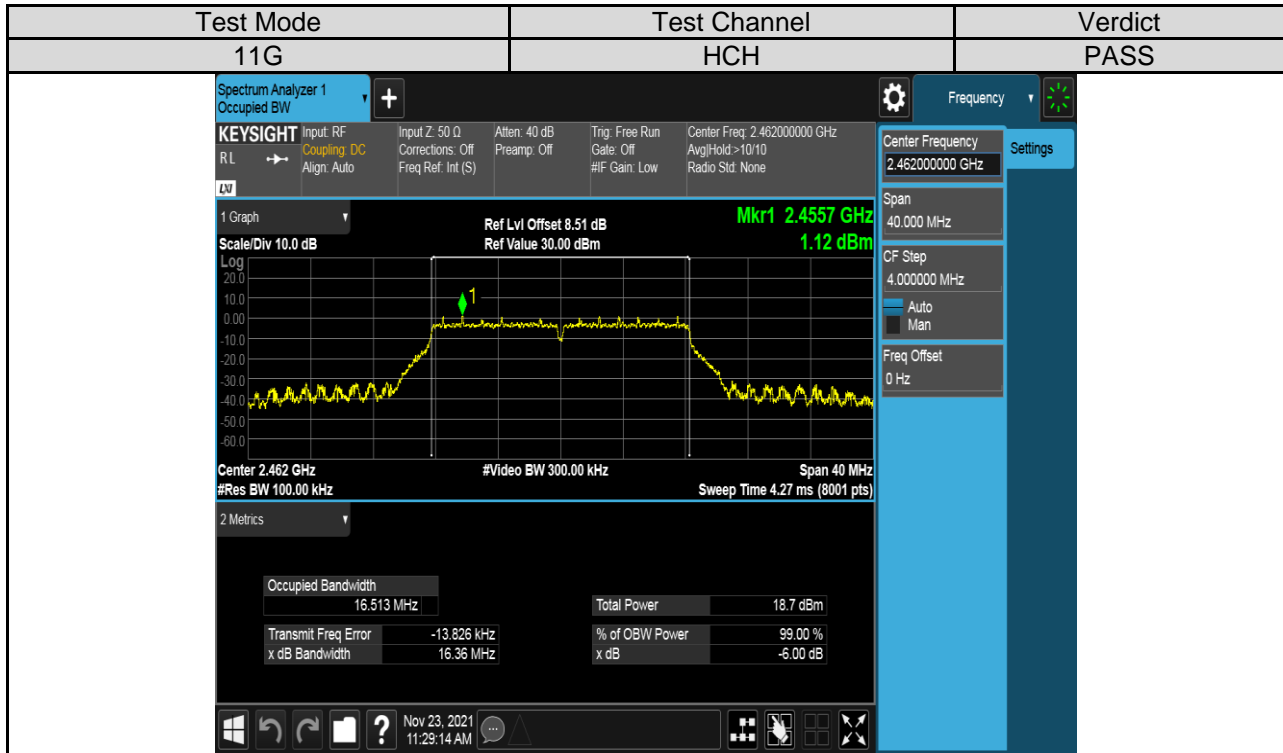 Test Mode Test Channel Verdict
11G HCH PASS
Spectrum Analyzer 1
Occupied BW
+
Frequency
KEYSIGHT Input: RF Input Z: 50 Ω Atten: 40 dB Trig: Free Run Center Freq: 2.462000000 GHz
Coupling: DC Corrections: Off Preamp: Off Gate: Off Avg|Hold:>10/10
RL Align: Auto Freq Ref: Int (S) #IF Gain: Low Radio Std: None
LXI
Center Frequency
2.462000000 GHz
Settings
Span
40.000 MHz
CF Step
4.000000 MHz
Auto
Man
Freq Offset
0 Hz
1 Graph Ref Lvl Offset 8.51 dB Mkr1 2.4557 GHz
Scale/Div 10.0 dB Ref Value 30.00 dBm 1.12 dBm
Log
20.0
10.0
1
0.00
-10.0
-20.0
-30.0
-40.0
-50.0
-60.0
Center 2.462 GHz #Video BW 300.00 kHz Span 40 MHz
#Res BW 100.00 kHz Sweep Time 4.27 ms (8001 pts)
2 Metrics
Occupied Bandwidth
16.513 MHz Total Power 18.7 dBm
Transmit Freq Error -13.826 kHz % of OBW Power 99.00 %
x dB Bandwidth 16.36 MHz x dB -6.00 dB
? Nov 23, 2021
11:29:14 AM